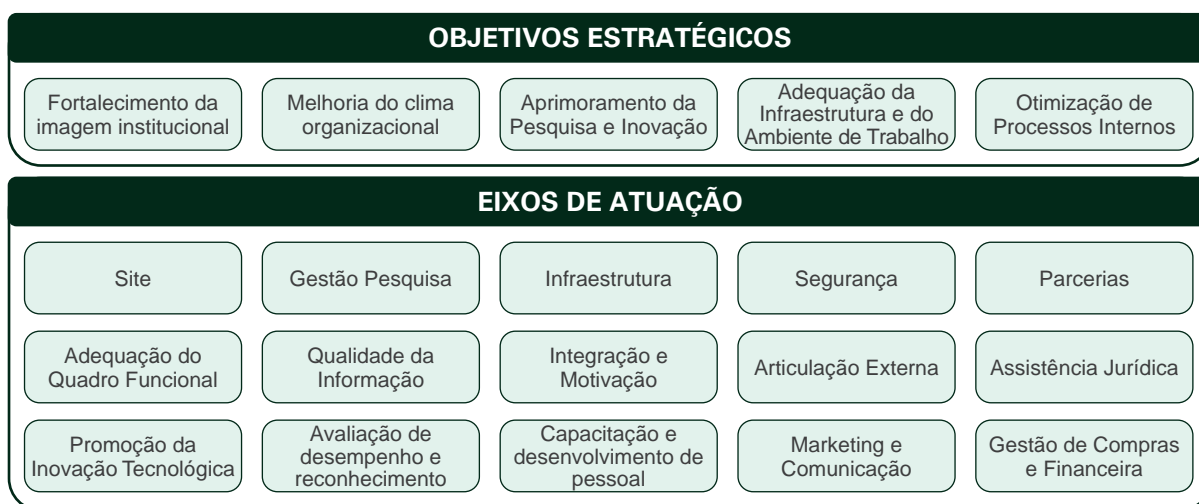 OBJETIVOS ESTRATÉGICOS
Fortalecimento da
imagem institucional
Melhoria do clima
organizacional
Aprimoramento da
Pesquisa e Inovação
Adequação da
Infraestrutura e do
Ambiente de Trabalho
Otimização de
Processos Internos
EIXOS DE ATUAÇÃO
Site
Gestão Pesquisa
Infraestrutura
Segurança
Parcerias
Adequação do
Quadro Funcional
Qualidade da
Informação
Integração e
Motivação
Articulação Externa
Assistência Jurídica
Promoção da
Inovação Tecnológica
Avaliação de
desempenho e
reconhecimento
Capacitação e
desenvolvimento de
pessoal
Marketing e
Comunicação
Gestão de Compras
e Financeira